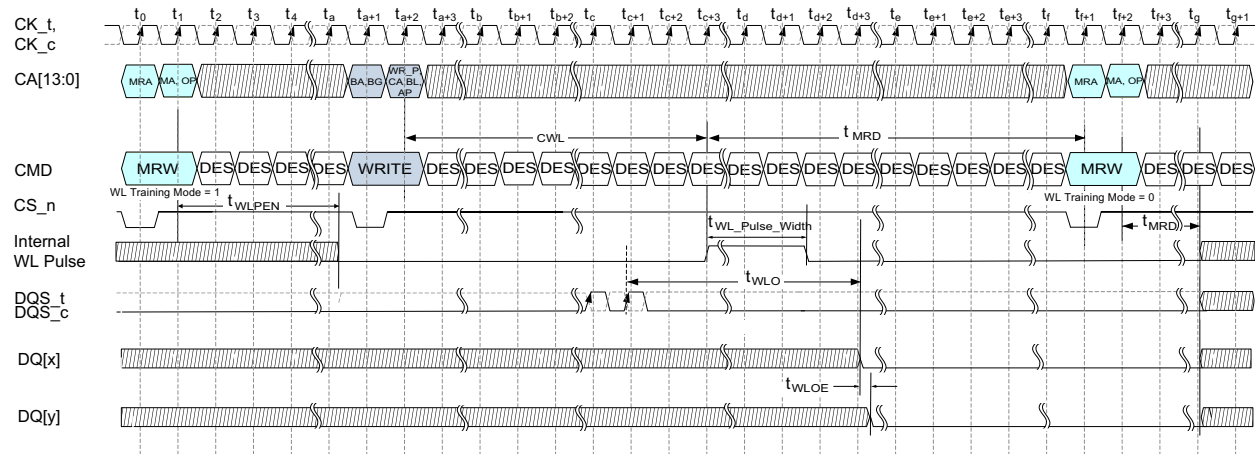 t0 t1 t2 t3 t4 ta ta+1 ta+2 ta+3 tb tb+1 tb+2 tc tc+1 tc+2 tc+3 td td+1 td+2 td+3 te te+1 te+2 te+3 tf tf+1 tf+2 tf+3 tg tg+1
CK_t,
CK_c
CA[13:0]
MRA MA, OP BA,BG WR_P MRA MA, OP
CA,BL
AP
CWL tMRD
CMD
MRW DES DES DES DES WRITE DES DES DES DES DES DES DES DES DES DES DES DES DES DES DES DES DES MRW DES DES DES
WL Training Mode = 1 WL Training Mode = 0
CS_n
tWLPEN tWL_Pulse_Width tMRD
Internal
WL Pulse
tWLO
DQS_t
DQS_c
DQ[x]
tWLOE
DQ[y]